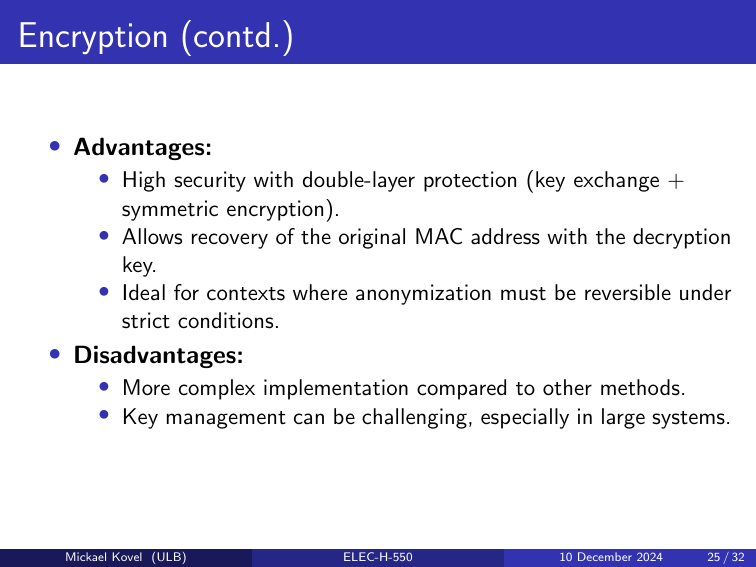 Encryption (contd.)
• Advantages:
• High security with double-layer protection (key exchange +
symmetric encryption).
• Allows recovery of the original MAC address with the decryption
key.
• Ideal for contexts where anonymization must be reversible under
strict conditions.
• Disadvantages:
• More complex implementation compared to other methods.
• Key management can be challenging, especially in large systems.
Mickael Kovel (ULB) ELEC-H-550 10 December 2024 25 / 32